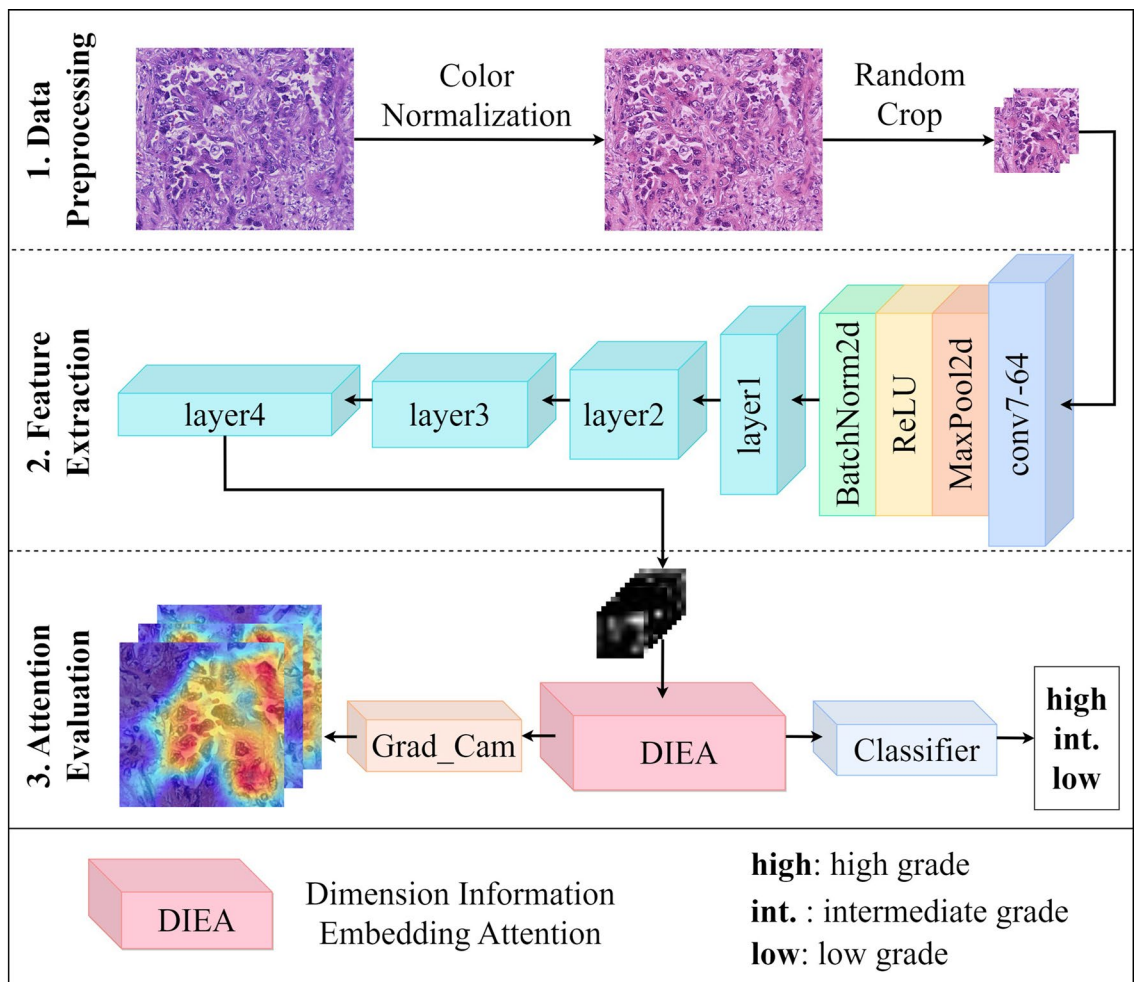 1. Data
Preprocessing
Color
Normalization
Random
Crop
2. Feature
Extraction
layer4
layer3
layer2
layer1
BatchNorm2d
ReLU
MaxPool2d
conv7-64
3. Attention
Evaluation
Grad_Cam
DIEA
Classifier
high
int.
low
DIEA
Dimension Information
Embedding Attention
high: high grade
int. : intermediate grade
low: low grade